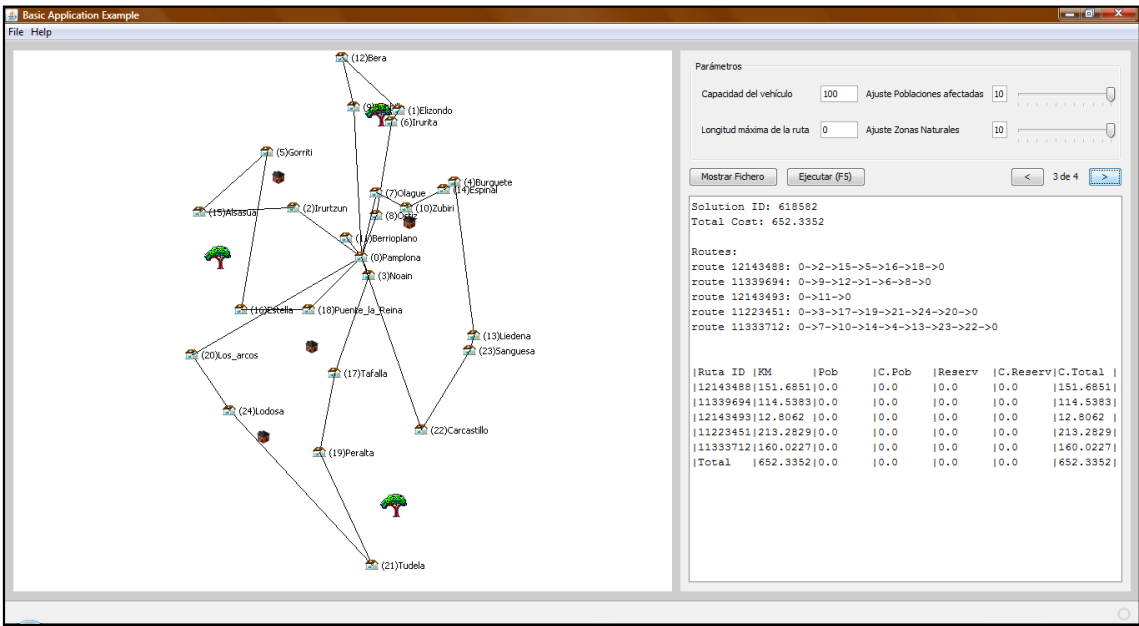 Basic Application Example
File Help
(12)Bera
(1)Elizondo
(6)Irurita
(5)Gorriti
(4)Burguete
(14)Espinal
(7)Olague
(2)Irurtzun
(10)Zubiri
(15)Alsasua
(8)Ostiz
(11)Berrioplano
(0)Pamplona
(3)Noain
(16)Estella
(18)Puente_la_Reina
(13)Liedena
(23)Sanguesa
(20)Los_arcos
(17)Tafalla
(24)Lodosa
(22)Carcastillo
(19)Peralta
(21)Tudela
Parámetros
Capacidad del vehículo 100 Ajuste Poblaciones afectadas 10
Longitud máxima de la ruta 0 Ajuste Zonas Naturales 10
Mostrar Fichero Ejecutar (F5) < 3 de 4 >
Solution ID: 618582
Total Cost: 652.3352
Routes:
route 12143488: 0->2->15->5->16->18->0
route 11339694: 0->9->12->1->6->8->0
route 12143493: 0->11->0
route 11223451: 0->3->17->19->21->24->20->0
route 11333712: 0->7->10->14->4->13->23->22->0
|Ruta ID |KM |Pob |C.Pob |Reserv |C.Reserv|C.Total |
|12143488|151.6851|0.0 |0.0 |0.0 |0.0 |151.6851|
|11339694|114.5383|0.0 |0.0 |0.0 |0.0 |114.5383|
|12143493|12.8062 |0.0 |0.0 |0.0 |0.0 |12.8062 |
|11223451|213.2829|0.0 |0.0 |0.0 |0.0 |213.2829|
|11333712|160.0227|0.0 |0.0 |0.0 |0.0 |160.0227|
|Total |652.3352|0.0 |0.0 |0.0 |0.0 |652.3352|